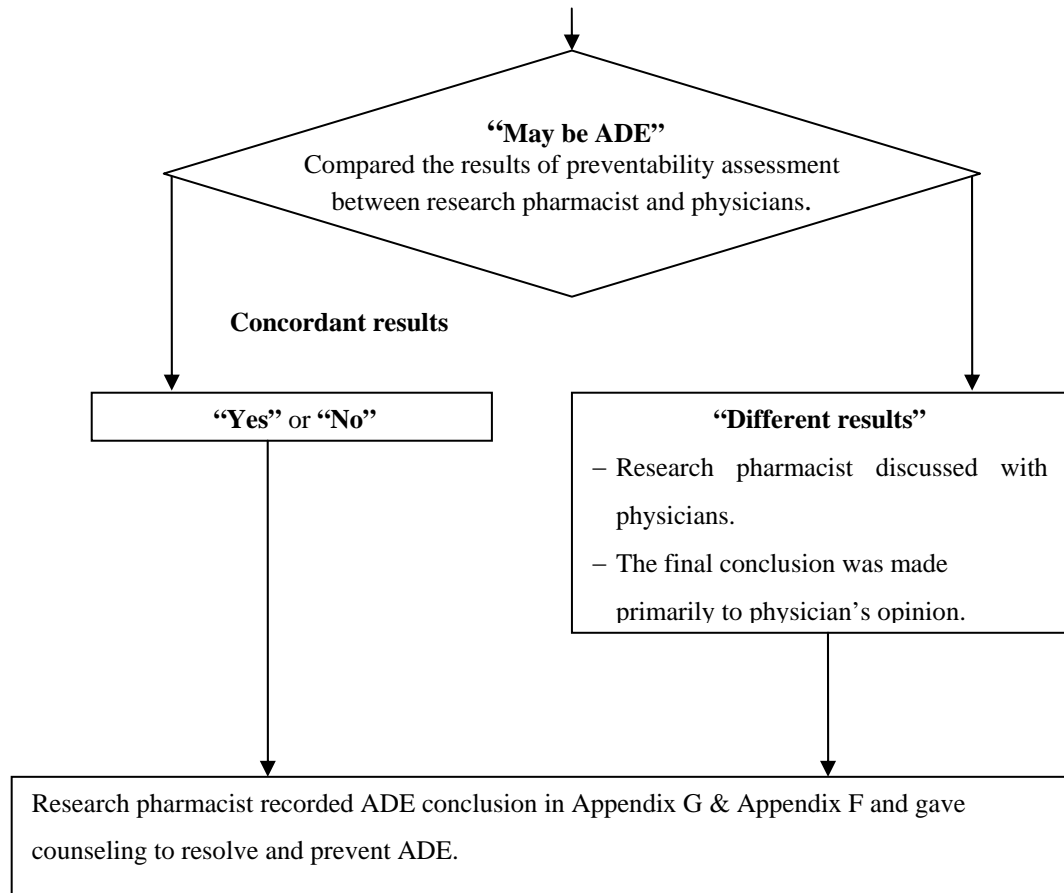 “May be ADE”
Compared the results of preventability assessment
between research pharmacist and physicians.
Concordant results
“Yes” or “No”
“Different results”
– Research pharmacist discussed with
physicians.
– The final conclusion was made
primarily to physician’s opinion.
Research pharmacist recorded ADE conclusion in Appendix G & Appendix F and gave
counseling to resolve and prevent ADE.